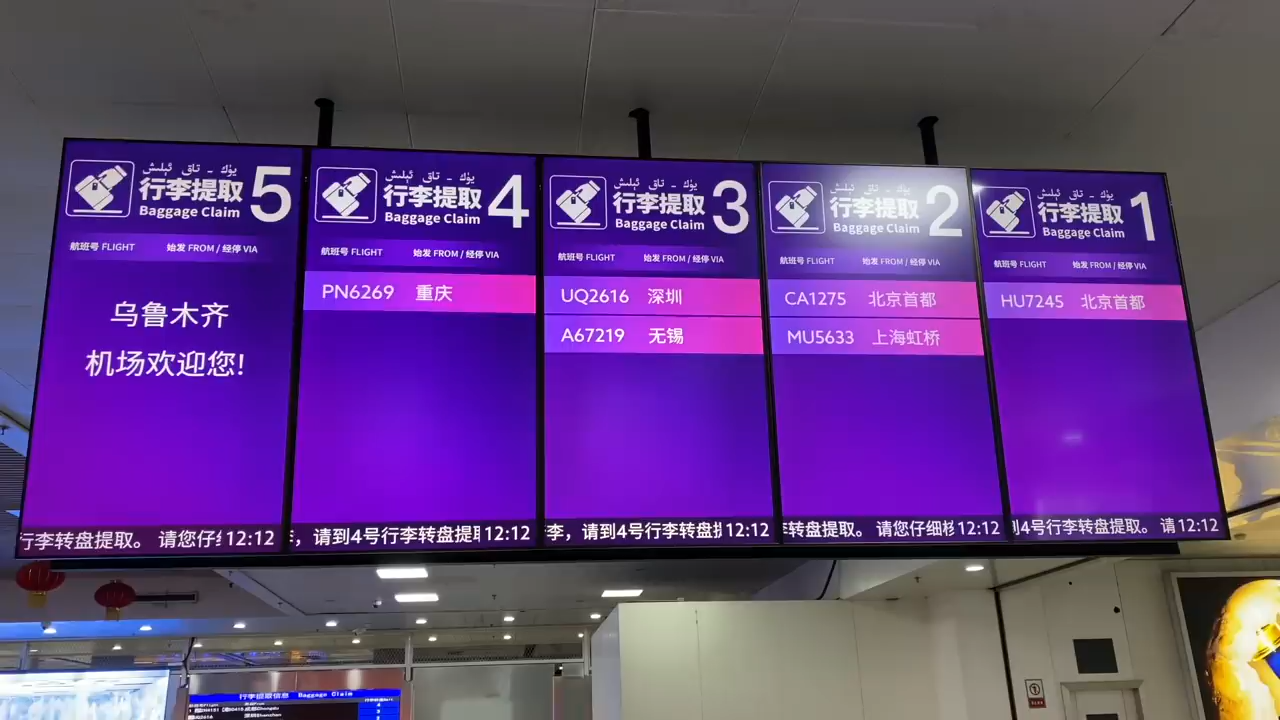 يۈك - تاق ئېلىش
行李提取 5
Baggage Claim
航班号 FLIGHT 始发 FROM / 经停 VIA
乌鲁木齐
机场欢迎您!
行李转盘提取。 请您仔 12:12
يۈك - تاق ئېلىش
行李提取 4
Baggage Claim
航班号 FLIGHT 始发 FROM / 经停 VIA
PN6269 重庆
，请到4号行李转盘提取 12:12
يۈك - تاق ئېلىش
行李提取 3
Baggage Claim
航班号 FLIGHT 始发 FROM / 经停 VIA
UQ2616 深圳
A67219 无锡
李，请到4号行李转盘 12:12
يۈك - تاق ئېلىش
行李提取 2
Baggage Claim
航班号 FLIGHT 始发 FROM / 经停 VIA
CA1275 北京首都
MU5633 上海虹桥
转盘提取。 请您仔细 12:12
يۈك - تاق ئېلىش
行李提取 1
Baggage Claim
航班号 FLIGHT 始发 FROM / 经停 VIA
HU7245 北京首都
4号行李转盘提取。 请 12:12
行李提取信息 Baggage Claim